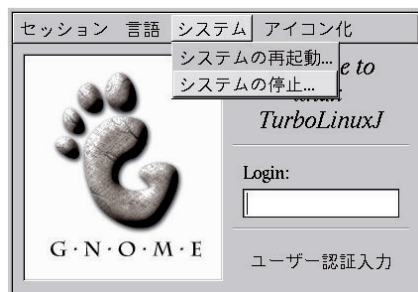 セッション 言語 システム アイコン化
システムの再起動...
システムの停止...
e to
TurboLinuxJ
Login:
G·N·O·M·E
ユーザー認証入力